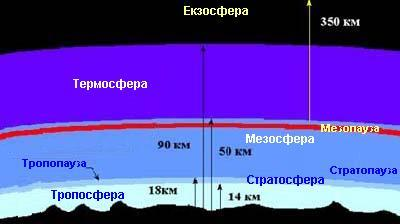 Екзосфера
350 км
Термосфера
Мезопауза
90 км
50 км
Мезосфера
Тропопауза
Стратопауза
Тропосфера
18км
14 км
Стратосфера